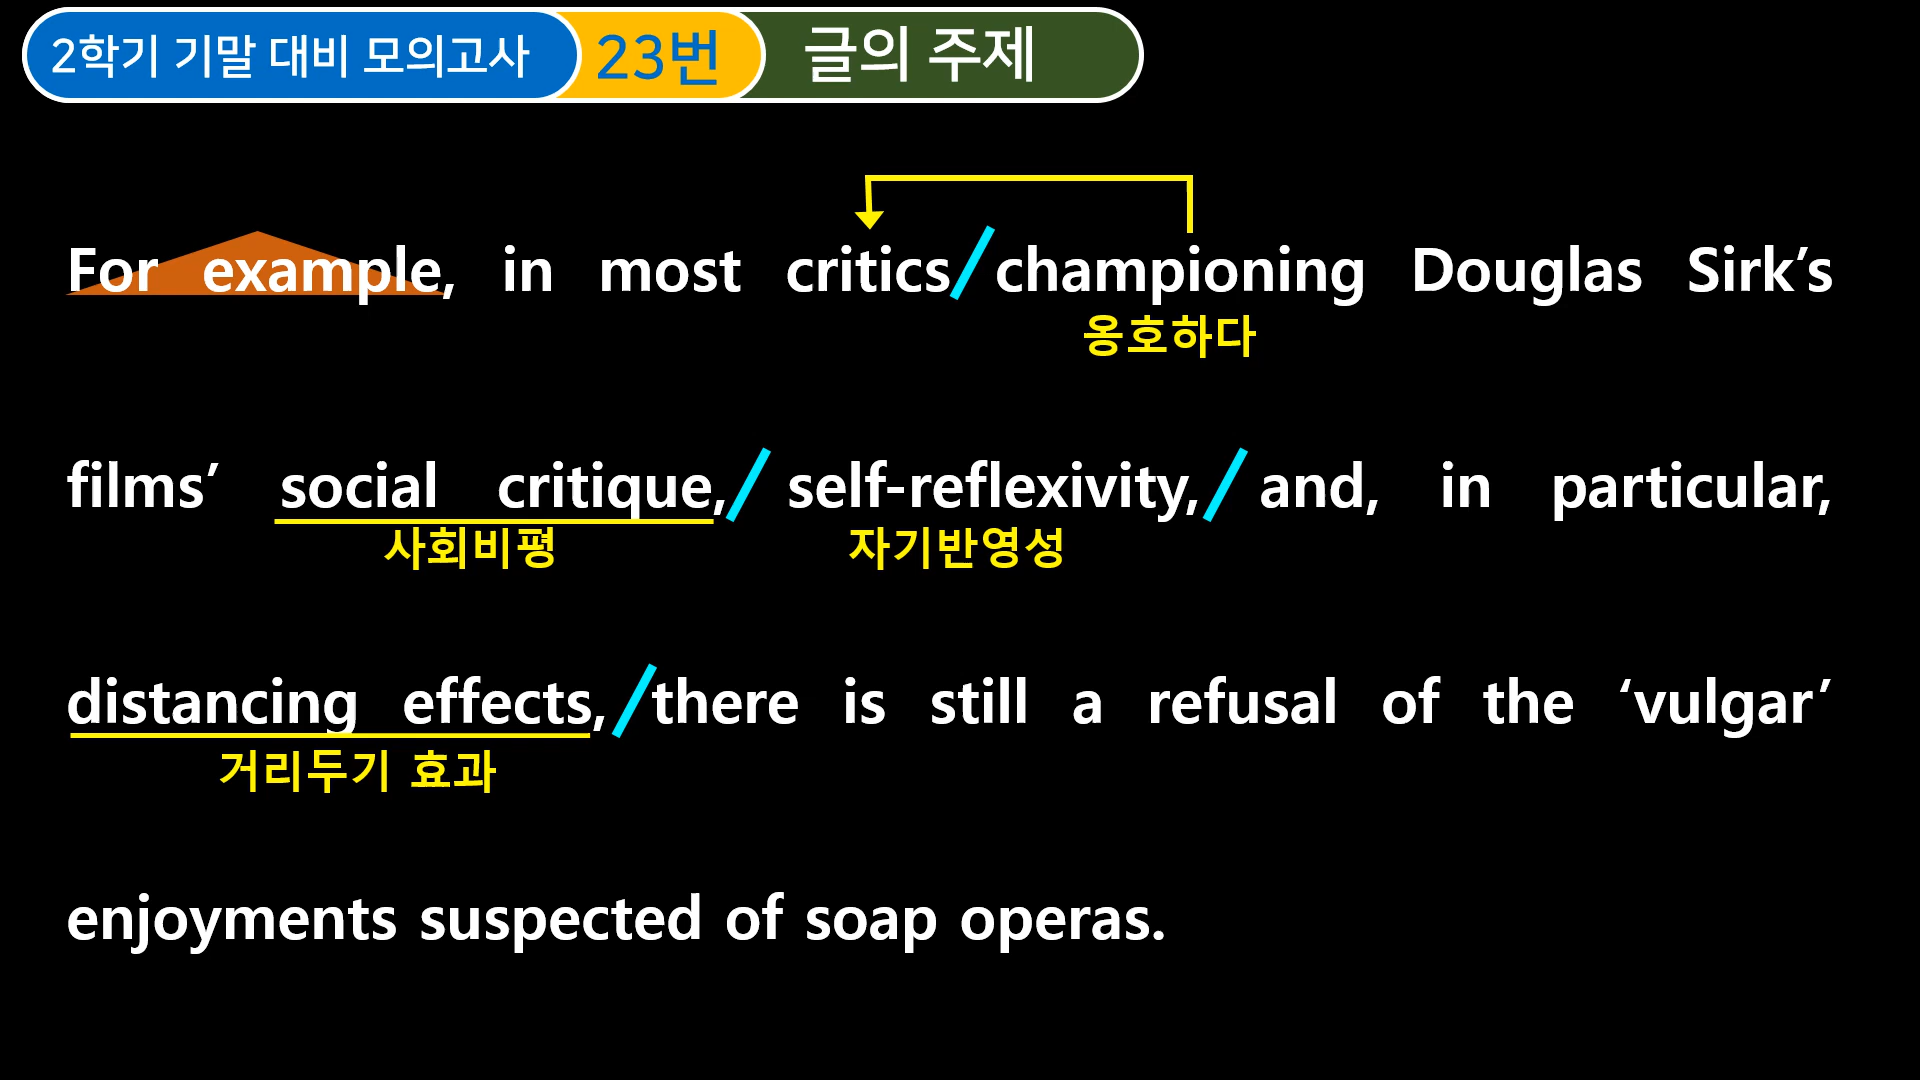 2학기 기말 대비 모의고사 23번 글의 주제
For example, in most critics/championing Douglas Sirk’s
옹호하다
films’ social critique,/ self-reflexivity,/ and, in particular,
사회비평 자기반영성
distancing effects,/there is still a refusal of the ‘vulgar’
거리두기 효과
enjoyments suspected of soap operas.